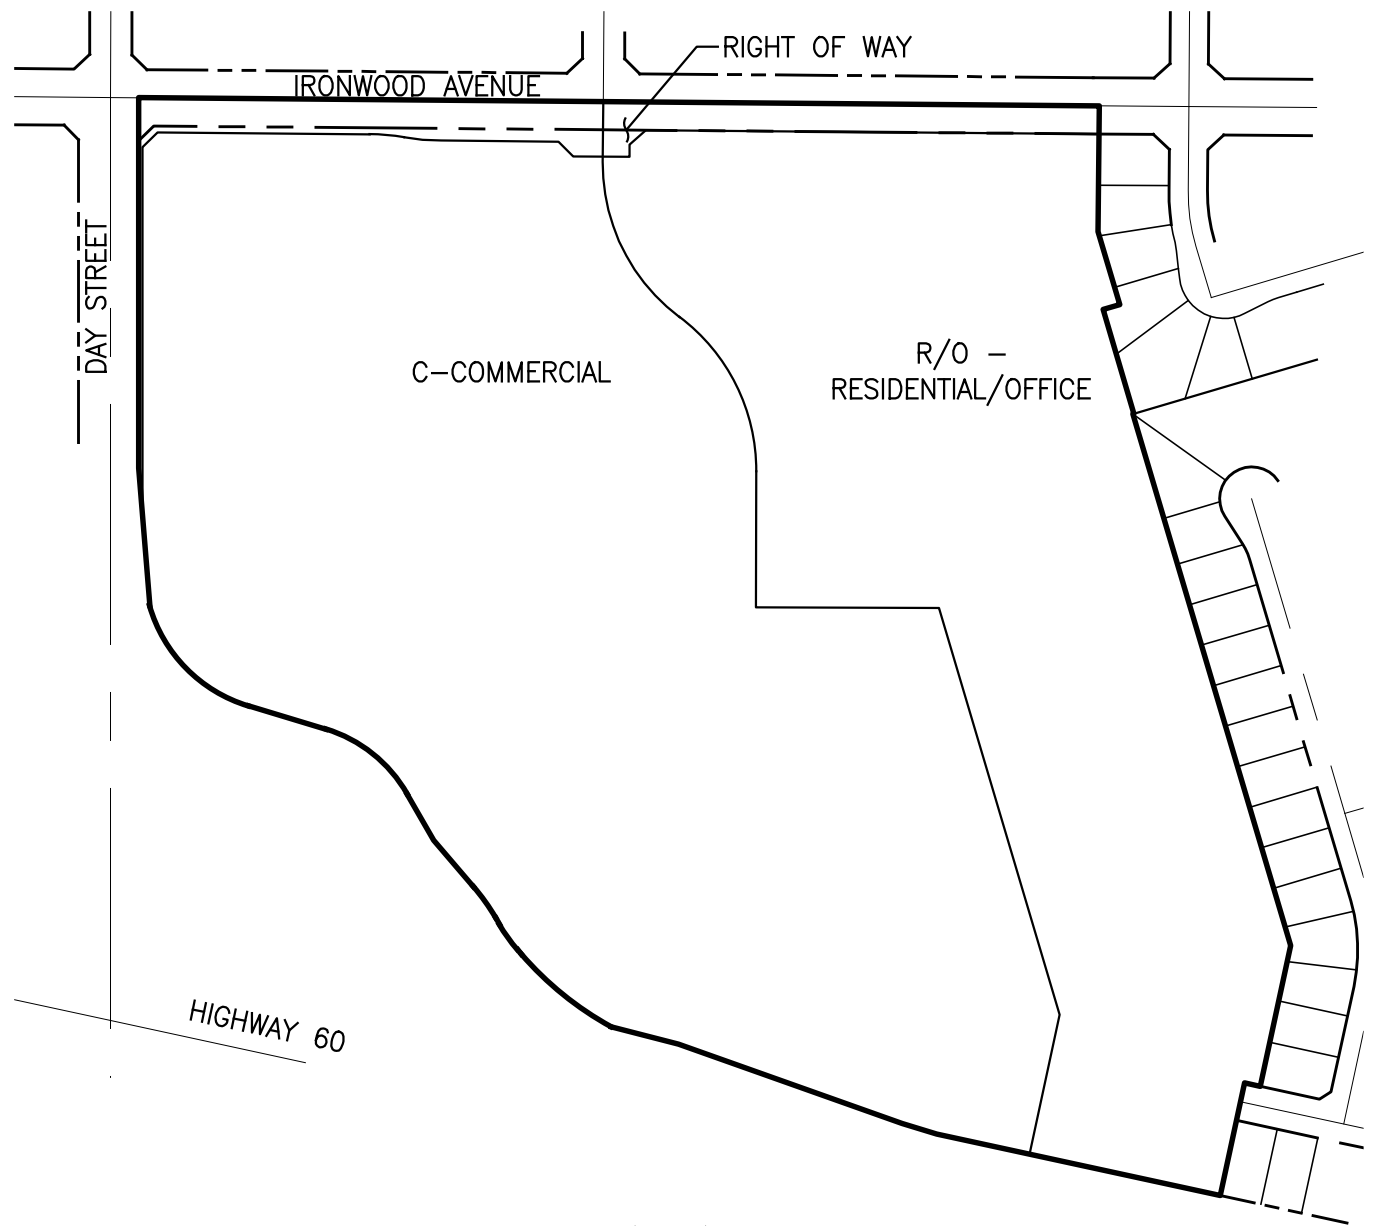 RIGHT OF WAY
IRONWOOD AVENUE
DAY STREET
C-COMMERCIAL
R/O -
RESIDENTIAL/OFFICE
HIGHWAY 60